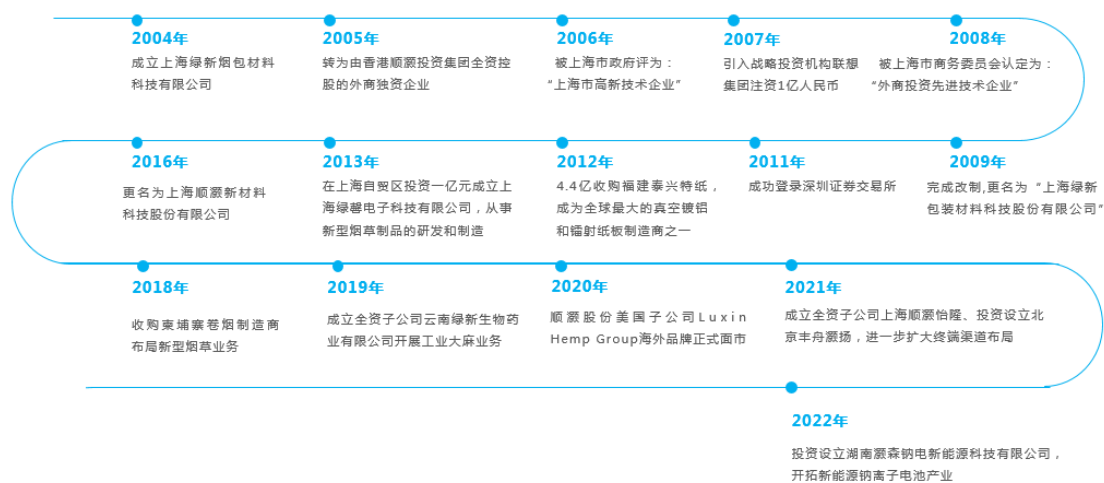 2004年
成立上海绿新烟包材料
科技有限公司
2005年
转为由香港顺灏投资集团全资控
股的外商独资企业
2006年
被上海市政府评为：
“上海市高新技术企业”
2007年
引入战略投资机构联想
集团注资1亿人民币
2008年
被上海市商务委员会认定为：
“外商投资先进技术企业”
2009年
完成改制,更名为“上海绿新
包装材料科技股份有限公司”
2011年
成功登录深圳证券交易所
2012年
4.4亿收购福建泰兴特纸，
成为全球最大的真空镀铝
和镭射纸板制造商之一
2013年
在上海自贸区投资一亿元成立上
海绿馨电子科技有限公司，从事
新型烟草制品的研发和制造
2016年
更名为上海顺灏新材料
科技股份有限公司
2018年
收购柬埔寨卷烟制造商
布局新型烟草业务
2019年
成立全资子公司云南绿新生物药
业有限公司开展工业大麻业务
2020年
顺灏股份美国子公司Luxin
Hemp Group海外品牌正式面市
2021年
成立全资子公司上海顺灏怡隆、投资设立北
京丰舟灏扬，进一步扩大终端渠道布局
2022年
投资设立湖南灏森钠电新能源科技有限公司，
开拓新能源钠离子电池产业